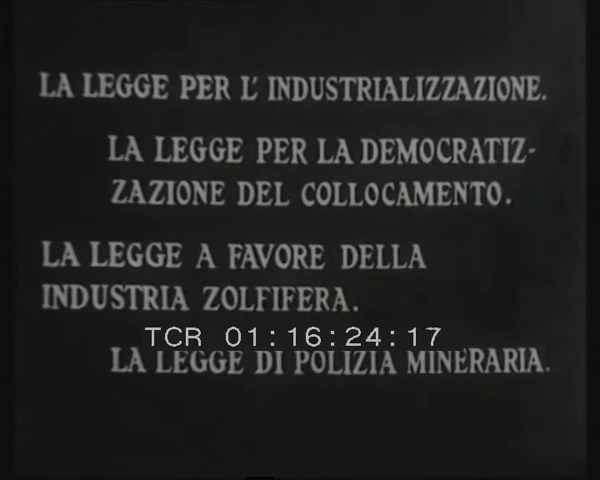 LA LEGGE PER L' INDUSTRIALIZZAZIONE.
LA LEGGE PER LA DEMOCRATIZ-
ZAZIONE DEL COLLOCAMENTO.
LA LEGGE A FAVORE DELLA
INDUSTRIA ZOLFIFERA.
TCR 01:16:24:17
LA LEGGE DI POLIZIA MINERARIA.